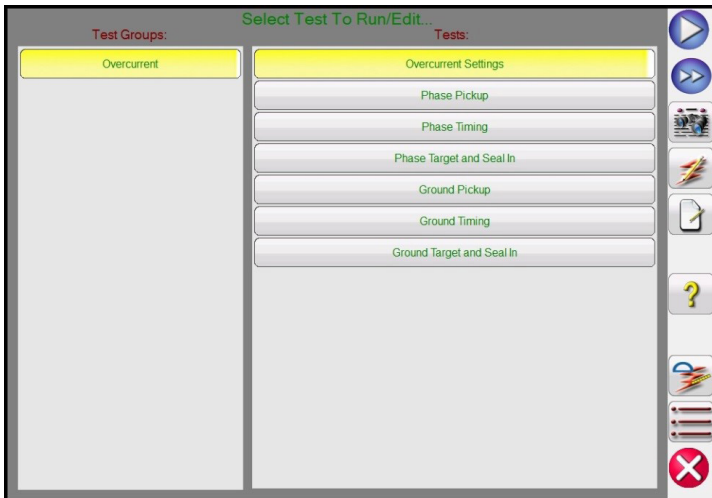 Select Test To Run/Edit...
Test Groups:
Tests:
Overcurrent
Overcurrent Settings
Phase Pickup
Phase Timing
Phase Target and Seal In
Ground Pickup
Ground Timing
Ground Target and Seal In
?